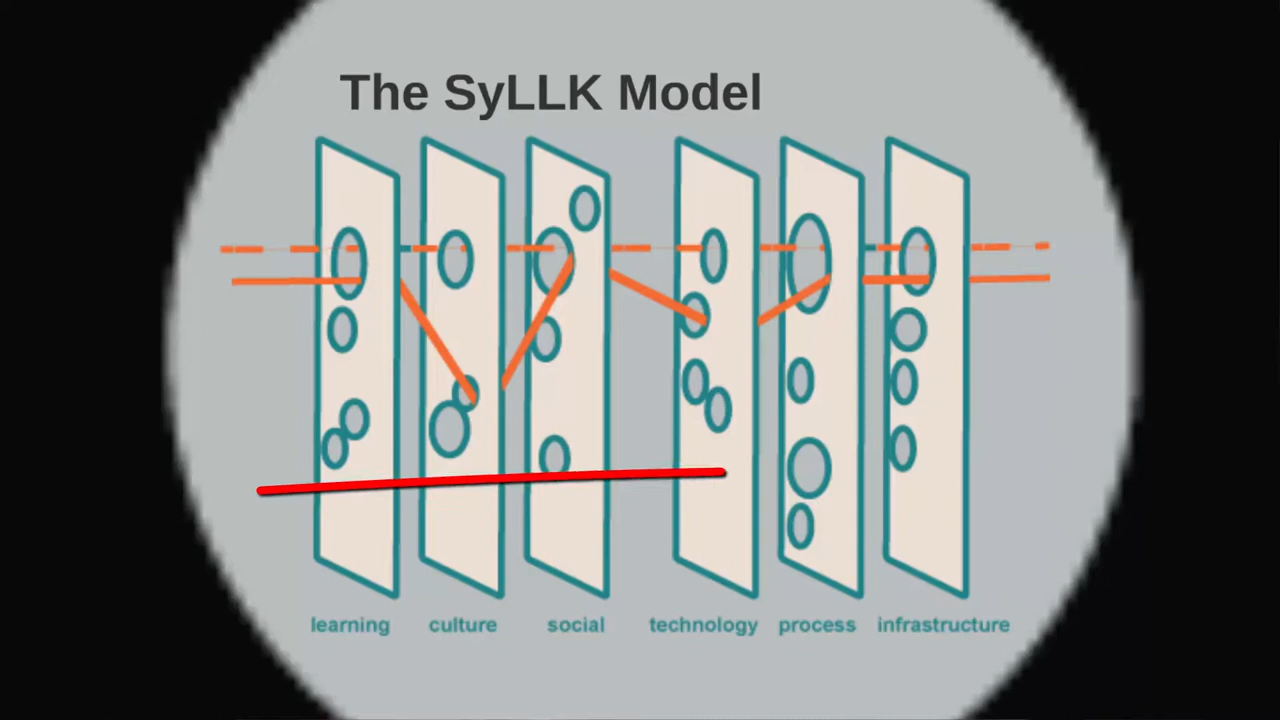 The SyLLK Model
learning culture social technology process infrastructure